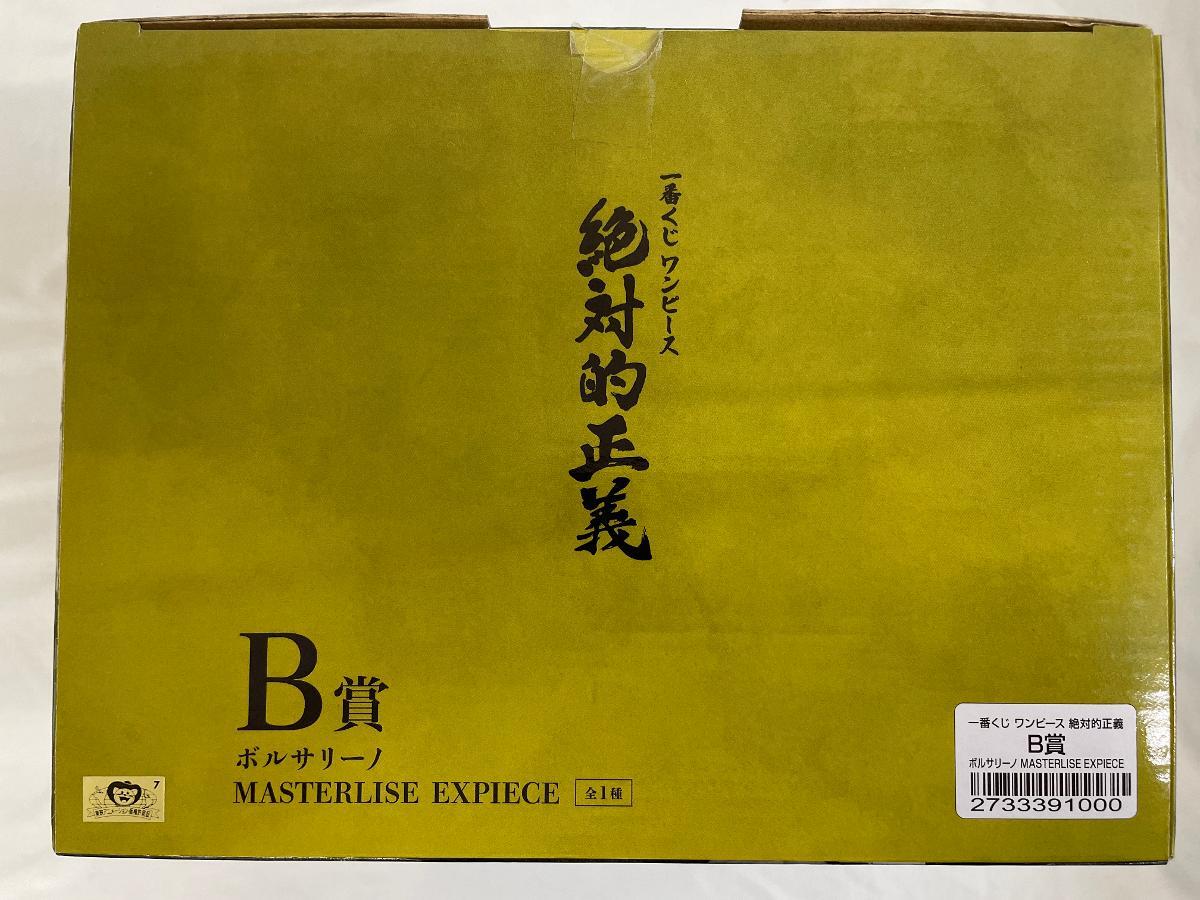 一番くじ ワンピース
絶対的正義
B賞
ボルサリーノ
MASTERLISE EXPIECE 全1種
7
一番くじ ワンピース 絶対的正義
B賞
ボルサリーノ MASTERLISE EXPIECE
2733391000